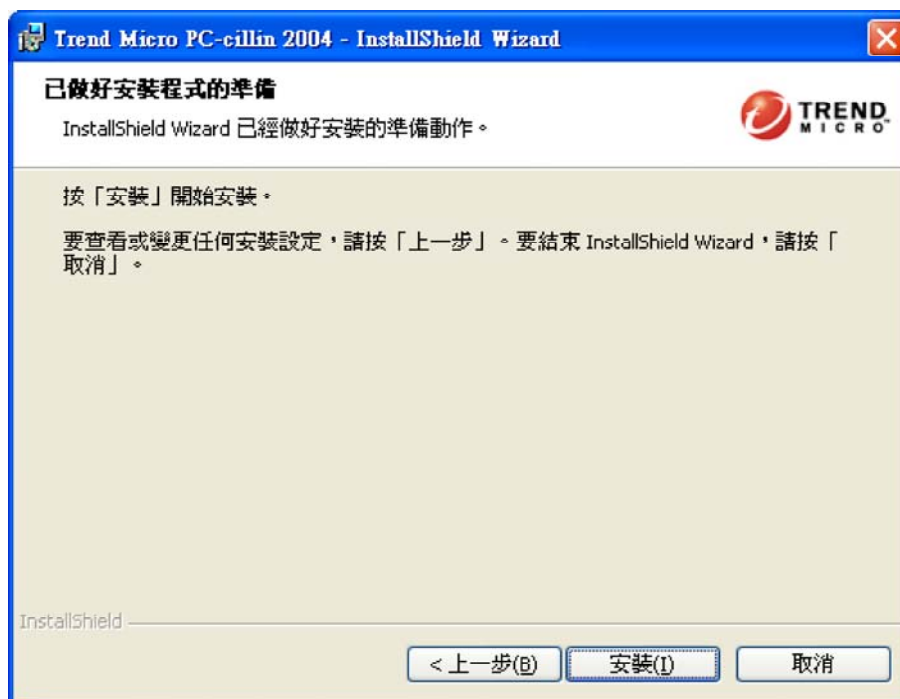 Trend Micro PC-cillin 2004 - InstallShield Wizard
已做好安裝程式的準備
InstallShield Wizard 已經做好安裝的準備動作。
TREND
MICRO™
按「安裝」開始安裝。
要查看或變更任何安裝設定，請按「上一步」。要結束 InstallShield Wizard，請按「
取消」。
InstallShield
< 上一步(B)
安裝(I)
取消